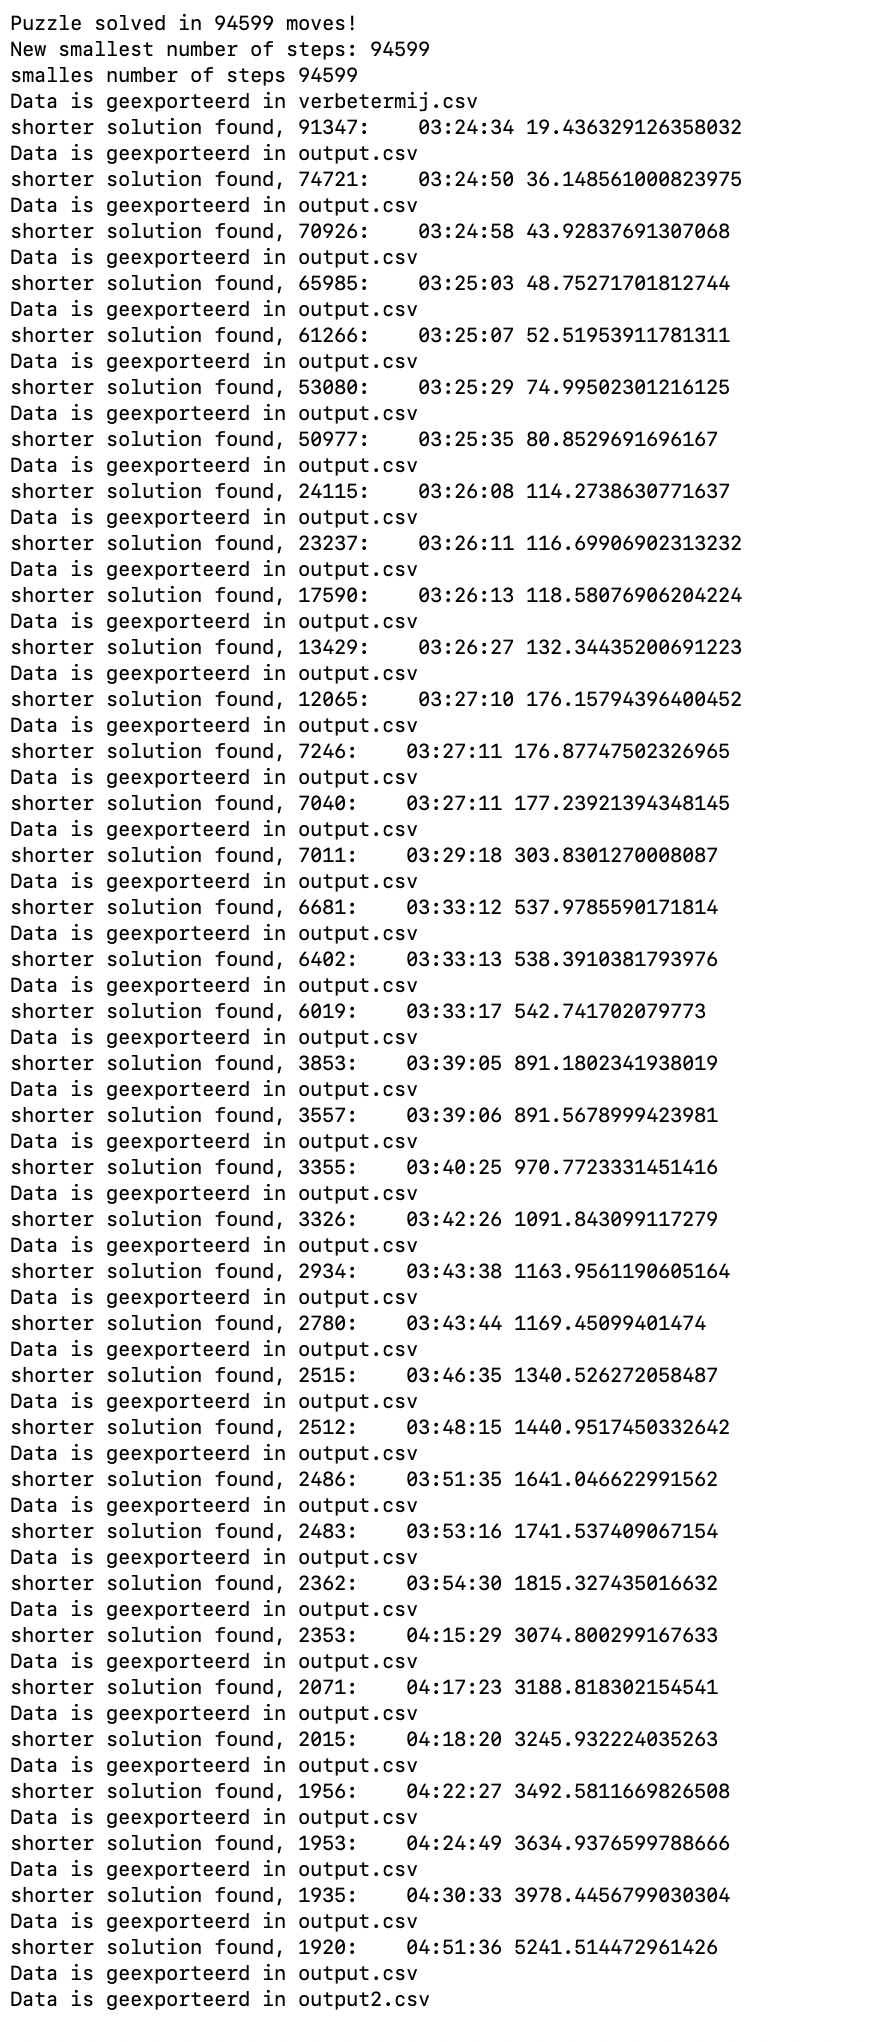 Puzzle solved in 94599 moves!
New smallest number of steps: 94599
smalles number of steps 94599
Data is geexporteerd in verbetermij.csv
shorter solution found, 91347:    03:24:34 19.436329126358032
Data is geexporteerd in output.csv
shorter solution found, 74721:    03:24:50 36.148561000823975
Data is geexporteerd in output.csv
shorter solution found, 70926:    03:24:58 43.92837691307068
Data is geexporteerd in output.csv
shorter solution found, 65985:    03:25:03 48.75271701812744
Data is geexporteerd in output.csv
shorter solution found, 61266:    03:25:07 52.51953911781311
Data is geexporteerd in output.csv
shorter solution found, 53080:    03:25:29 74.99502301216125
Data is geexporteerd in output.csv
shorter solution found, 50977:    03:25:35 80.8529691696167
Data is geexporteerd in output.csv
shorter solution found, 24115:    03:26:08 114.2738630771637
Data is geexporteerd in output.csv
shorter solution found, 23237:    03:26:11 116.69906902313232
Data is geexporteerd in output.csv
shorter solution found, 17590:    03:26:13 118.58076906204224
Data is geexporteerd in output.csv
shorter solution found, 13429:    03:26:27 132.34435200691223
Data is geexporteerd in output.csv
shorter solution found, 12065:    03:27:10 176.15794396400452
Data is geexporteerd in output.csv
shorter solution found, 7246:    03:27:11 176.87747502326965
Data is geexporteerd in output.csv
shorter solution found, 7040:    03:27:11 177.23921394348145
Data is geexporteerd in output.csv
shorter solution found, 7011:    03:29:18 303.8301270008087
Data is geexporteerd in output.csv
shorter solution found, 6681:    03:33:12 537.9785590171814
Data is geexporteerd in output.csv
shorter solution found, 6402:    03:33:13 538.3910381793976
Data is geexporteerd in output.csv
shorter solution found, 6019:    03:33:17 542.741702079773
Data is geexporteerd in output.csv
shorter solution found, 3853:    03:39:05 891.1802341938019
Data is geexporteerd in output.csv
shorter solution found, 3557:    03:39:06 891.5678999423981
Data is geexporteerd in output.csv
shorter solution found, 3355:    03:40:25 970.7723331451416
Data is geexporteerd in output.csv
shorter solution found, 3326:    03:42:26 1091.843099117279
Data is geexporteerd in output.csv
shorter solution found, 2934:    03:43:38 1163.9561190605164
Data is geexporteerd in output.csv
shorter solution found, 2780:    03:43:44 1169.45099401474
Data is geexporteerd in output.csv
shorter solution found, 2515:    03:46:35 1340.526272058487
Data is geexporteerd in output.csv
shorter solution found, 2512:    03:48:15 1440.9517450332642
Data is geexporteerd in output.csv
shorter solution found, 2486:    03:51:35 1641.046622991562
Data is geexporteerd in output.csv
shorter solution found, 2483:    03:53:16 1741.537409067154
Data is geexporteerd in output.csv
shorter solution found, 2362:    03:54:30 1815.327435016632
Data is geexporteerd in output.csv
shorter solution found, 2353:    04:15:29 3074.800299167633
Data is geexporteerd in output.csv
shorter solution found, 2071:    04:17:23 3188.818302154541
Data is geexporteerd in output.csv
shorter solution found, 2015:    04:18:20 3245.932224035263
Data is geexporteerd in output.csv
shorter solution found, 1956:    04:22:27 3492.5811669826508
Data is geexporteerd in output.csv
shorter solution found, 1953:    04:24:49 3634.9376599788666
Data is geexporteerd in output.csv
shorter solution found, 1935:    04:30:33 3978.4456799030304
Data is geexporteerd in output.csv
shorter solution found, 1920:    04:51:36 5241.514472961426
Data is geexporteerd in output.csv
Data is geexporteerd in output2.csv